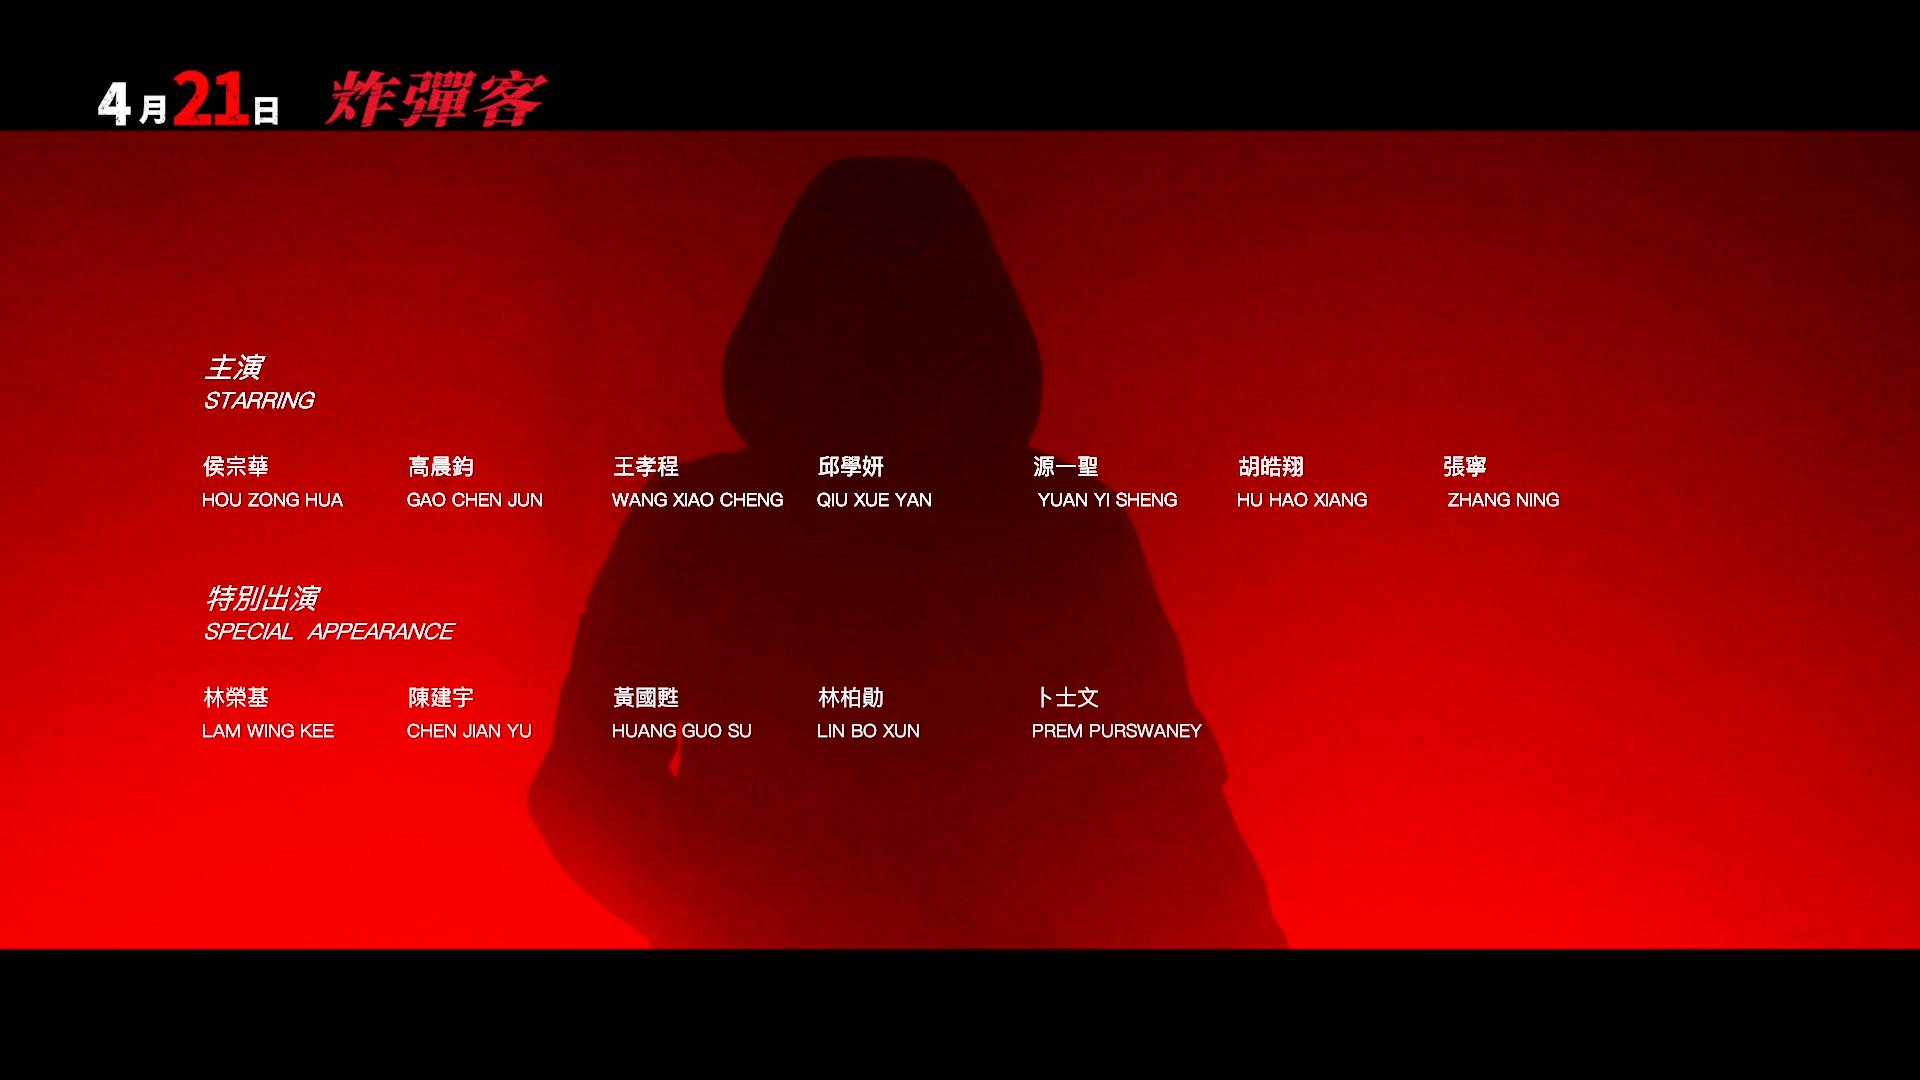 4月21日 炸彈客
主演
STARRING
侯宗華 高晨鈞 王孝程 邱學妍 源一聖 胡皓翔 張寧
HOU ZONG HUA GAO CHEN JUN WANG XIAO CHENG QIU XUE YAN YUAN YI SHENG HU HAO XIANG ZHANG NING
特別出演
SPECIAL APPEARANCE
林榮基 陳建宇 黃國甦 林柏勛 卜士文
LAM WING KEE CHEN JIAN YU HUANG GUO SU LIN BO XUN PREM PURSWANEY